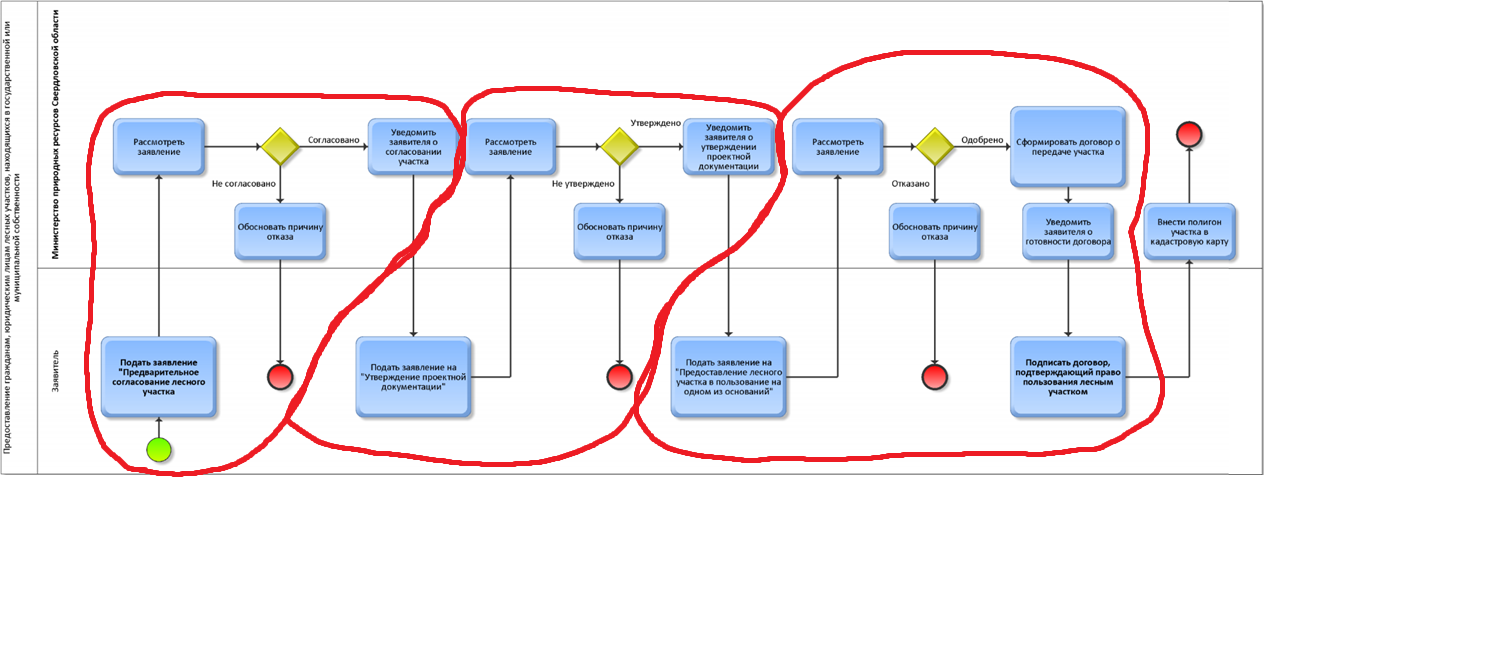 Предоставление гражданам, юридическим лицам лесных участков, находящихся в государственной или
муниципальной собственности
Министерство природных ресурсов Свердловской области
Рассмотреть
заявление
Согласовано
Не согласовано
Уведомить
заявителя о
согласовании
участка
Обосновать причину
отказа
Рассмотреть
заявление
Утверждено
Не утверждено
Уведомить
заявителя о
утверждении
проектной
документации
Обосновать причину
отказа
Рассмотреть
заявление
Одобрено
Отказано
Сформировать договор о
передаче участка
Обосновать причину
отказа
Уведомить
заявителя о
готовности договора
Внести полигон
участка в
кадастровую карту
Заявитель
Подать заявление
"Предварительное
согласование лесного
участка
Подать заявление на
"Утверждение проектной
документации"
Подать заявление на
"Предоставление лесного
участка в пользование на
одном из оснований"
Подписать договор,
подтверждающий право
пользования лесным
участком